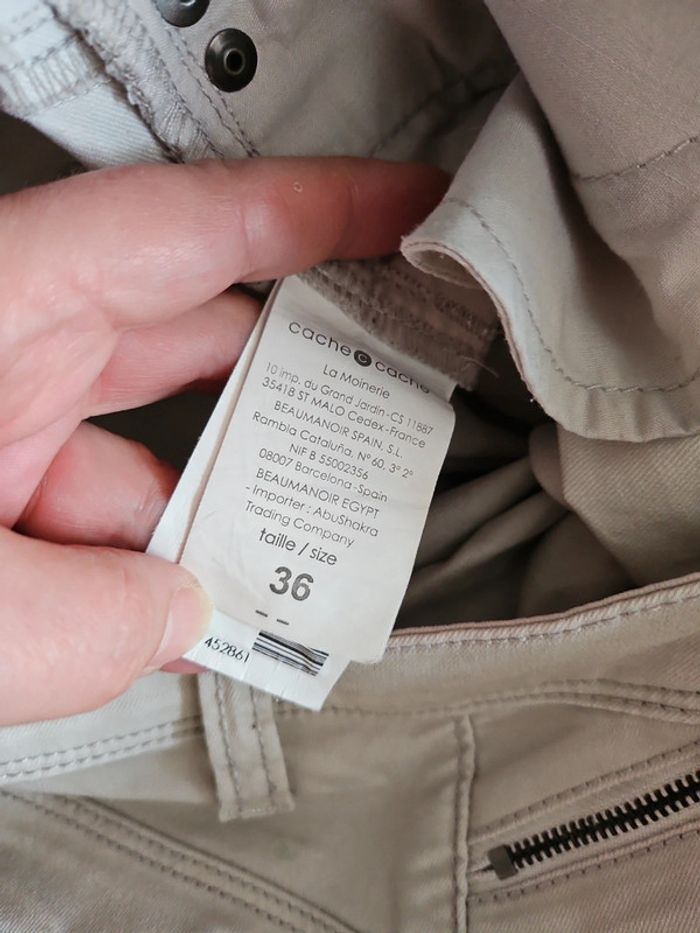 cache c cache
La Moinerie
10 imp. du Grand Jardin-CS 11887
35418 ST MALO Cedex-France
BEAUMANOIR SPAIN, S.L.
Rambla Cataluña, Nº 60, 3º 2º
NIF B 55002356
08007 Barcelona-Spain
BEAUMANOIR EGYPT
- Importer : AbuShakra
Trading Company
taille / size
36
- -
452861